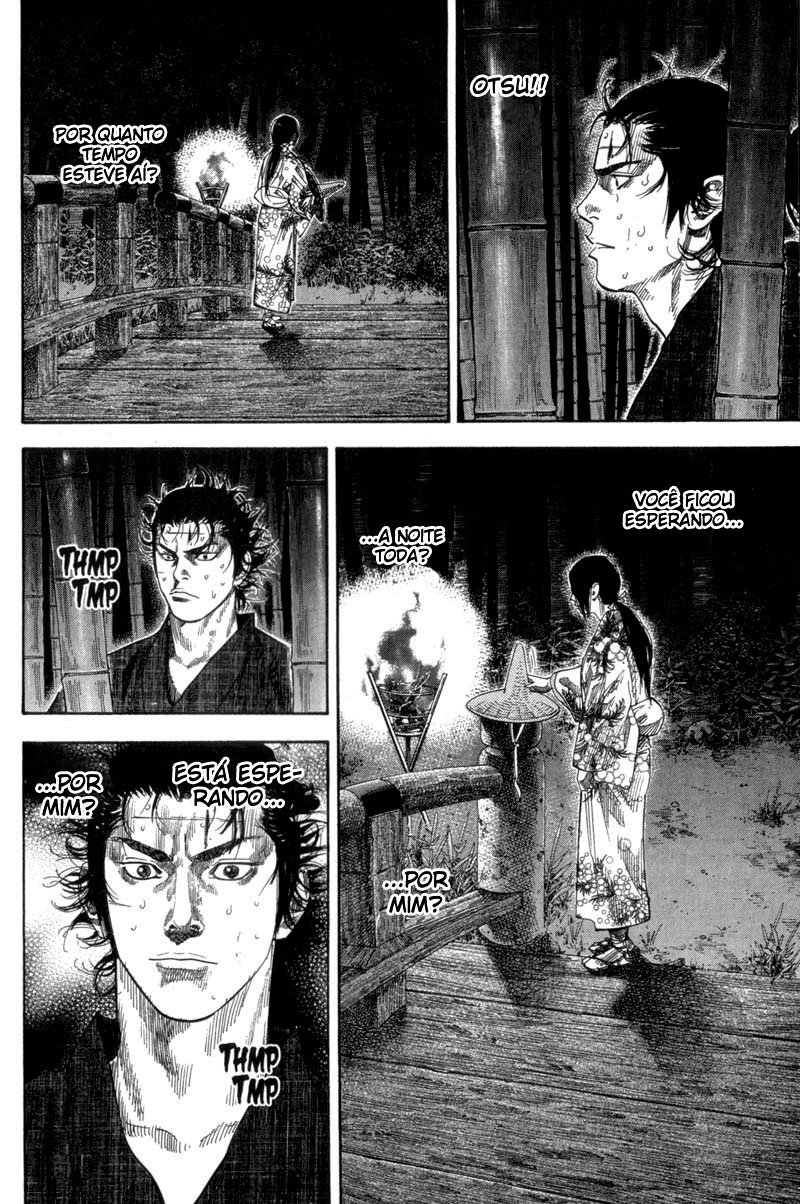 OTSU!!
POR QUANTO
TEMPO
ESTEVE AÍ?
VOCÊ FICOU
ESPERANDO...
...A NOITE
TODA?
...POR
MIM?
THMP
TMP
ESTÁ ESPE-
RANDO...
...POR
MIM?
THMP
TMP